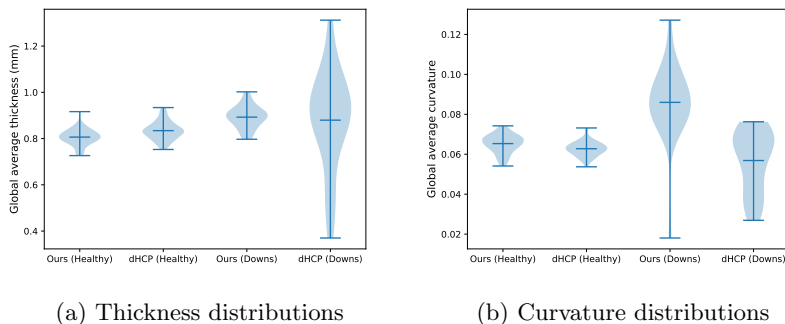 Global average thickness (mm)
1.2
1.0
0.8
0.6
0.4
Ours (Healthy) dHCP (Healthy) Ours (Downs) dHCP (Downs)
(a) Thickness distributions
Global average curvature
0.12
0.10
0.08
0.06
0.04
0.02
Ours (Healthy) dHCP (Healthy) Ours (Downs) dHCP (Downs)
(b) Curvature distributions